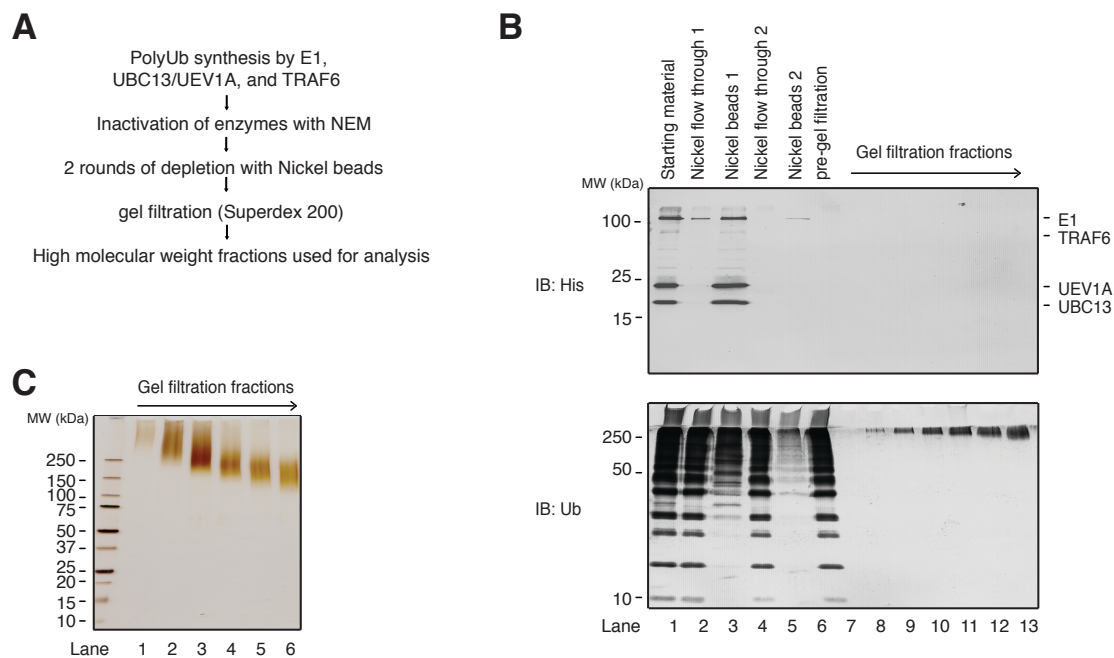 A
PolyUb synthesis by E1,
UBC13/UEV1A, and TRAF6
Inactivation of enzymes with NEM
2 rounds of depletion with Nickel beads
gel filtration (Superdex 200)
High molecular weight fractions used for analysis
B
Starting material
Nickel flow through 1
Nickel beads 1
Nickel flow through 2
Nickel beads 2
pre-gel filtration
Gel filtration fractions
MW (kDa)
100
25
15
IB: His
E1
TRAF6
UEV1A
UBC13
250
50
10
IB: Ub
Lane 1 2 3 4 5 6 7 8 9 10 11 12 13
C
Gel filtration fractions
MW (kDa)
250
150
100
75
50
37
25
20
15
10
Lane 1 2 3 4 5 6